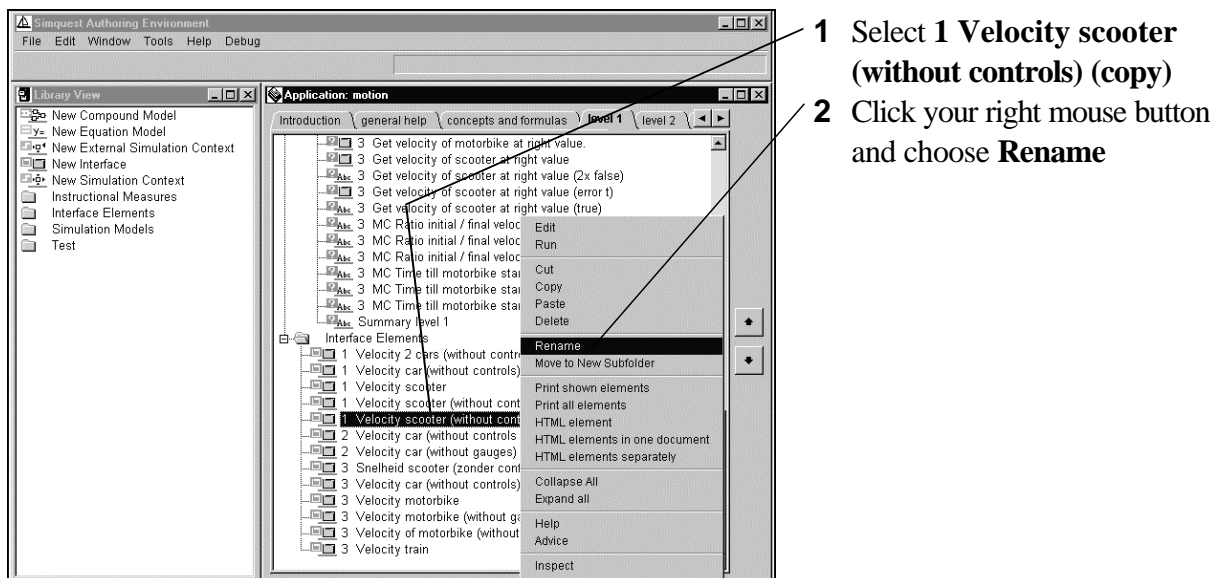 Simquest Authoring Environment
File Edit Window Tools Help Debug
Library View
New Compound Model
y= New Equation Model
New External Simulation Context
New Interface
New Simulation Context
Instructional Measures
Interface Elements
Simulation Models
Test
Application: motion
Introduction general help concepts and formulas level 1 level 2
3 Get velocity of motorbike at right value.
3 Get velocity of scooter at right value
Abc 3 Get velocity of scooter at right value (2x false)
3 Get velocity of scooter at right value (error t)
Abc 3 Get velocity of scooter at right value (true)
Abc 3 MC Ratio initial / final veloc
Abc 3 MC Ratio initial / final veloc
Abc 3 MC Ratio initial / final veloc
Abc 3 MC Time till motorbike star
Abc 3 MC Time till motorbike star
Abc 3 MC Time till motorbike star
Abc Summary level 1
Interface Elements
1 Velocity 2 cars (without contr
1 Velocity car (without controls)
1 Velocity scooter
1 Velocity scooter (without cont
1 Velocity scooter (without cont
2 Velocity car (without controls
2 Velocity car (without gauges)
3 Snelheid scooter (zonder cont
3 Velocity car (without controls)
3 Velocity motorbike
3 Velocity motorbike (without ga
3 Velocity of motorbike (without
3 Velocity train
Edit
Run
Cut
Copy
Paste
Delete
Rename
Move to New Subfolder
Print shown elements
Print all elements
HTML element
HTML elements in one document
HTML elements separately
Collapse All
Expand all
Help
Advice
Inspect
1 Select 1 Velocity scooter
(without controls) (copy)
2 Click your right mouse button
and choose Rename